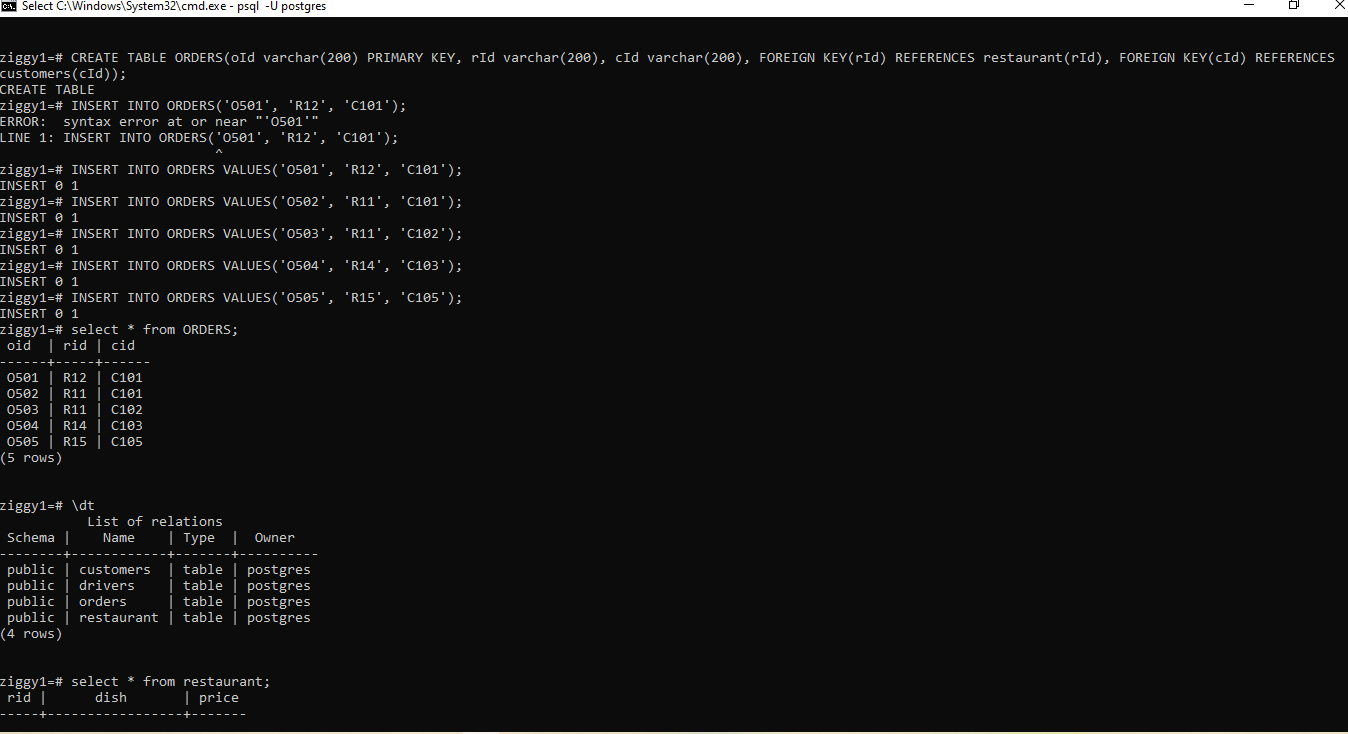 Select C:\Windows\System32\cmd.exe - psql  -U postgres
ziggy1=# CREATE TABLE ORDERS(oId varchar(200) PRIMARY KEY, rId varchar(200), cId varchar(200), FOREIGN KEY(rId) REFERENCES restaurant(rId), FOREIGN KEY(cId) REFERENCES
customers(cId));
CREATE TABLE
ziggy1=# INSERT INTO ORDERS('O501', 'R12', 'C101');
ERROR:  syntax error at or near "'O501'"
LINE 1: INSERT INTO ORDERS('O501', 'R12', 'C101');
                           ^
ziggy1=# INSERT INTO ORDERS VALUES('O501', 'R12', 'C101');
INSERT 0 1
ziggy1=# INSERT INTO ORDERS VALUES('O502', 'R11', 'C101');
INSERT 0 1
ziggy1=# INSERT INTO ORDERS VALUES('O503', 'R11', 'C102');
INSERT 0 1
ziggy1=# INSERT INTO ORDERS VALUES('O504', 'R14', 'C103');
INSERT 0 1
ziggy1=# INSERT INTO ORDERS VALUES('O505', 'R15', 'C105');
INSERT 0 1
ziggy1=# select * from ORDERS;
 oid  | rid | cid
------+-----+------
 O501 | R12 | C101
 O502 | R11 | C101
 O503 | R11 | C102
 O504 | R14 | C103
 O505 | R15 | C105
(5 rows)
ziggy1=# \dt
           List of relations
 Schema |    Name    | Type  |  Owner
--------+------------+-------+----------
 public | customers  | table | postgres
 public | drivers    | table | postgres
 public | orders     | table | postgres
 public | restaurant | table | postgres
(4 rows)
ziggy1=# select * from restaurant;
 rid |      dish       | price
-----+-----------------+-------